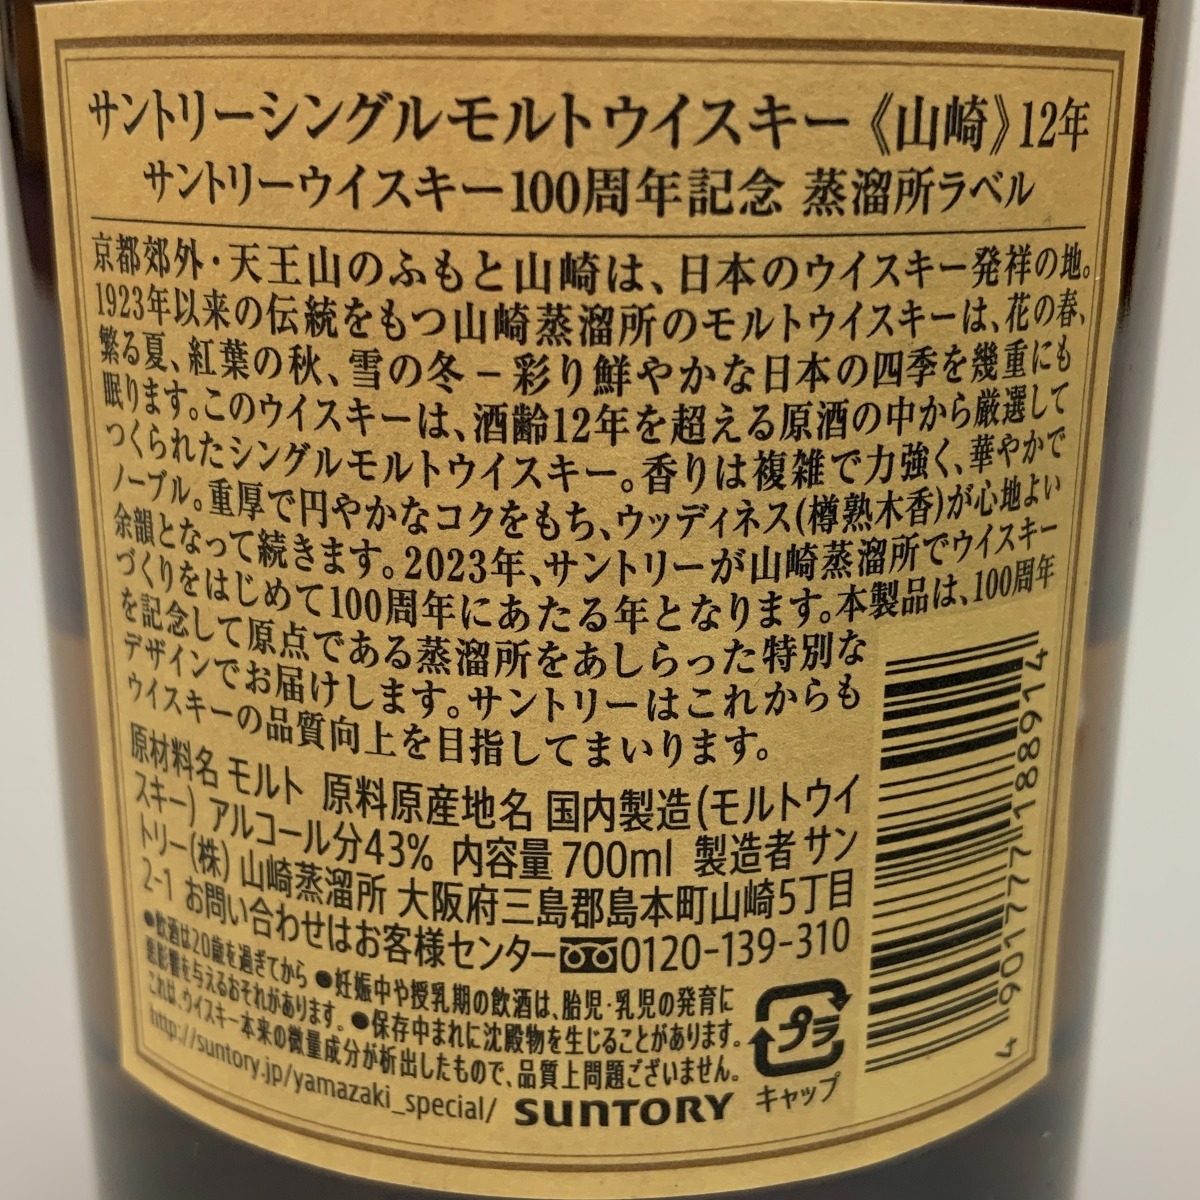 サントリーシングルモルトウイスキー《山崎》12年
サントリーウイスキー100周年記念 蒸溜所ラベル
京都郊外・天王山のふもと山崎は、日本のウイスキー発祥の地。
1923年以来の伝統をもつ山崎蒸溜所のモルトウイスキーは、花の春、
繁る夏、紅葉の秋、雪の冬－彩り鮮やかな日本の四季を幾重にも
眠ります。このウイスキーは、酒齢12年を超える原酒の中から厳選して
つくられたシングルモルトウイスキー。香りは複雑で力強く、華やかで
ノーブル。重厚で円やかなコクをもち、ウッディネス(樽熟木香)が心地よい
余韻となって続きます。2023年、サントリーが山崎蒸溜所でウイスキー
づくりをはじめて100周年にあたる年となります。本製品は、100周年
を記念して原点である蒸溜所をあしらった特別な
デザインでお届けします。サントリーはこれからも
ウイスキーの品質向上を目指してまいります。
原材料名 モルト 原料原産地名 国内製造(モルトウイ
スキー) アルコール分43% 内容量 700ml 製造者 サン
トリー(株) 山崎蒸溜所 大阪府三島郡島本町山崎5丁目
2-1 お問い合わせはお客様センター 0120-139-310
●飲酒は20歳を過ぎてから ●妊娠中や授乳期の飲酒は、胎児・乳児の発育に
悪影響を与えるおそれがあります。 ●保存中まれに沈殿物を生じることがあります。
これは、ウイスキー本来の微量成分が析出したもので、品質上問題ございません。
http://suntory.jp/yamazaki_special/ SUNTORY
プラ
キャップ
4 901777 188914